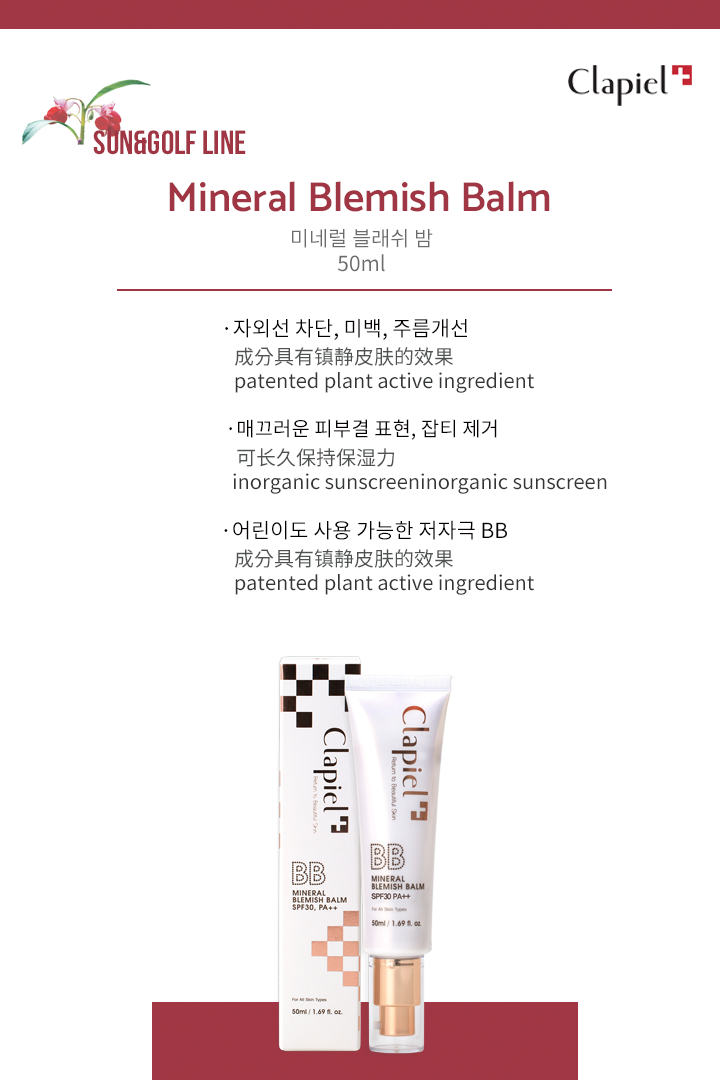 Clapiel
SUN&GOLF LINE
Mineral Blemish Balm
미네럴 블래쉬 밤
50ml
· 자외선 차단, 미백, 주름개선
成分具有镇静皮肤的效果
patented plant active ingredient
· 매끄러운 피부결 표현, 잡티 제거
可长久保持保湿力
inorganic sunscreeninorganic sunscreen
· 어린이도 사용 가능한 저자극 BB
成分具有镇静皮肤的效果
patented plant active ingredient
Clapiel
Return to Beautiful Skin
BB
MINERAL
BLEMISH BALM
SPF30, PA++
For All Skin Types
50ml / 1.69 fl. oz.
Clapiel
Return to Beautiful Skin
BB
MINERAL
BLEMISH BALM
SPF30 PA++
For All Skin Types
50ml / 1.69 fl. oz.